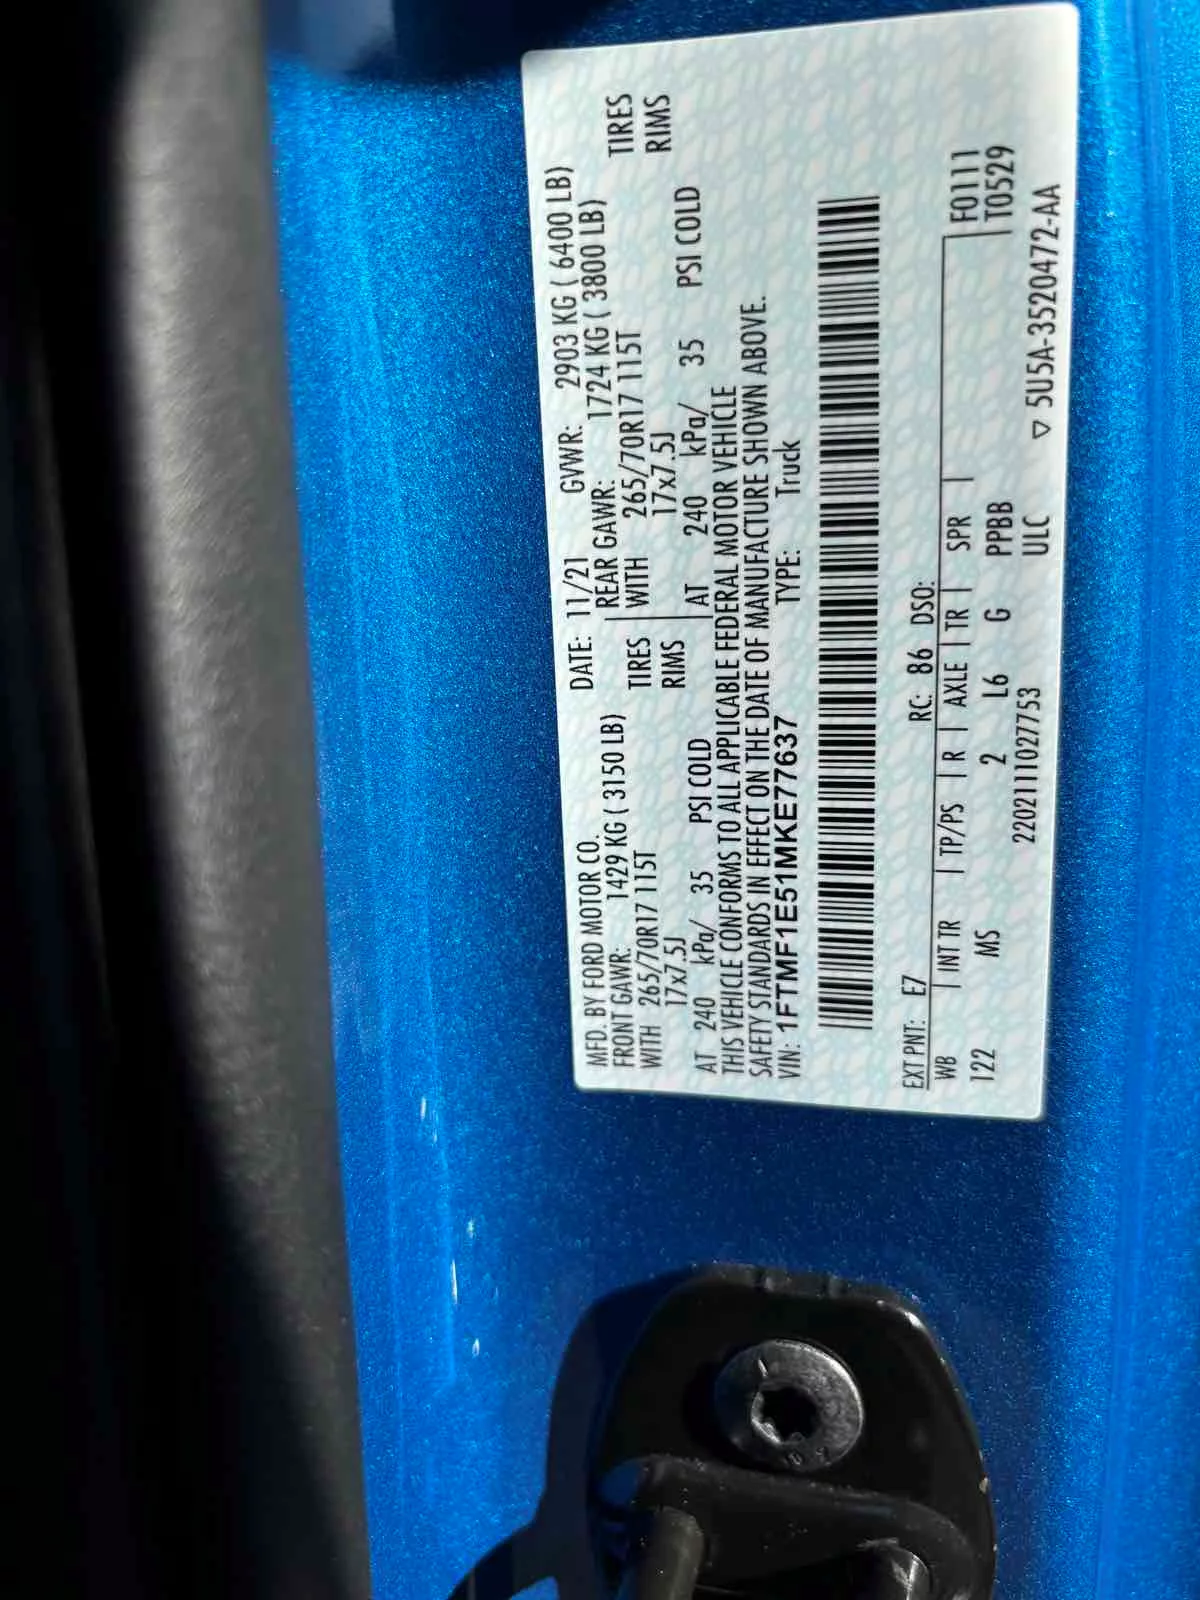 MFD. BY FORD MOTOR CO.
DATE: 11/21 GVWR: 2903 KG ( 6400 LB)
FRONT GAWR: 1429 KG ( 3150 LB) REAR GAWR: 1724 KG ( 3800 LB)
WITH 265/70R17 115T TIRES WITH 265/70R17 115T TIRES
17x7.5J RIMS 17x7.5J RIMS
AT 240 kPa/ 35 PSI COLD AT 240 kPa/ 35 PSI COLD
THIS VEHICLE CONFORMS TO ALL APPLICABLE FEDERAL MOTOR VEHICLE
SAFETY STANDARDS IN EFFECT ON THE DATE OF MANUFACTURE SHOWN ABOVE.
VIN: 1FTMF1E51MKE77637 TYPE: Truck
EXT PNT: E7 RC: 86 DSO:
WB | INT TR | TP/PS | R | AXLE | TR | SPR | F0111
122 MS 2 L6 G PPBB T0529
220211027753 ULC ▽ 5U5A-3520472-AA